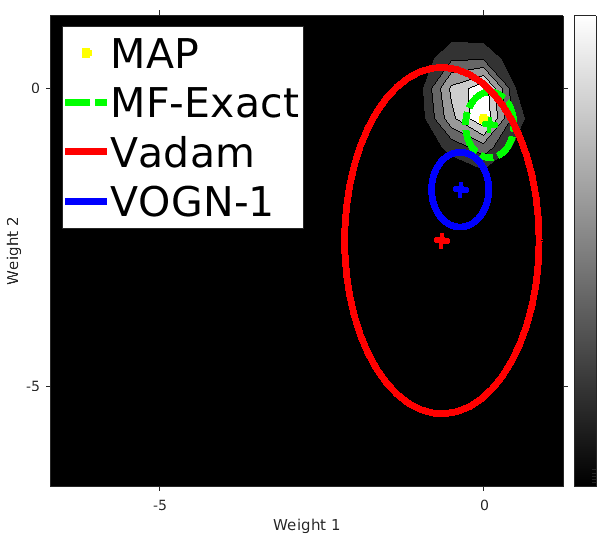 MAP
MF-Exact
Vadam
VOGN-1
0
-5
Weight 2
-5
0
Weight 1